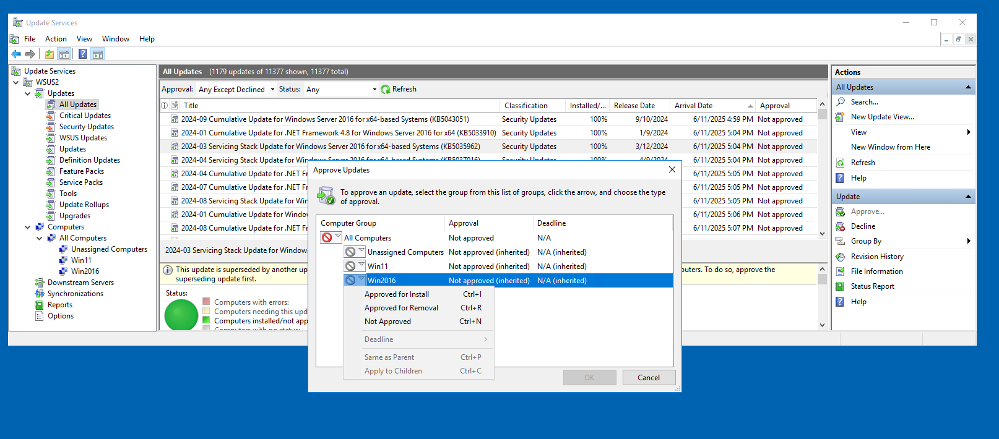 Update Services
File Action View Window Help
Update Services
WSUS2
Updates
All Updates
Critical Updates
Security Updates
WSUS Updates
Updates
Definition Updates
Feature Packs
Service Packs
Tools
Update Rollups
Upgrades
Computers
All Computers
Unassigned Computers
Win11
Win2016
Downstream Servers
Synchronizations
Reports
Options
All Updates (1179 updates of 11377 shown, 11377 total)
Approval: Any Except Declined Status: Any Refresh
Title Classification Installed/... Release Date Arrival Date Approval
2024-09 Cumulative Update for Windows Server 2016 for x64-based Systems (KB5043051) Security Updates 100% 9/10/2024 6/11/2025 4:59 PM Not approved
2024-01 Cumulative Update for .NET Framework 4.8 for Windows Server 2016 for x64 (KB5033910) Security Updates 100% 1/9/2024 6/11/2025 5:04 PM Not approved
2024-03 Servicing Stack Update for Windows Server 2016 for x64-based Systems (KB5035962) Security Updates 100% 3/12/2024 6/11/2025 5:04 PM Not approved
2024-04 Servicing Stack Update for Windows Server 2016 for x64-based Systems (KB5037016) Security Updates 100% 4/9/2024 6/11/2025 5:04 PM Not approved
2024-04 Cumulative Update for .NET Fr 6/11/2025 5:05 PM Not approved
2024-07 Cumulative Update for .NET Fr 6/11/2025 5:05 PM Not approved
2024-08 Servicing Stack Update for Win 6/11/2025 5:05 PM Not approved
2024-01 Cumulative Update for Windo 6/11/2025 5:06 PM Not approved
2024-08 Cumulative Update for .NET F 6/11/2025 5:07 PM Not approved
2024-03 Servicing Stack Update for Window
This update is superseded by another up puters. To do so, approve the
superseding update first.
Status:
Computers with errors:
Computers needing this upd
Computers installed/not app
Computers with no status:
Approve Updates
To approve an update, select the group from this list of groups, click the arrow, and choose the type
of approval.
Computer Group Approval Deadline
All Computers Not approved N/A
Unassigned Computers Not approved (inherited) N/A (inherited)
Win11 Not approved (inherited) N/A (inherited)
Win2016 Not approved (inherited) N/A (inherited)
Approved for Install Ctrl+I
Approved for Removal Ctrl+R
Not Approved Ctrl+N
Deadline
Same as Parent Ctrl+P
Apply to Children Ctrl+C
OK Cancel
Actions
All Updates
Search...
New Update View...
View
New Window from Here
Refresh
Help
Update
Approve...
Decline
Group By
Revision History
File Information
Status Report
Help